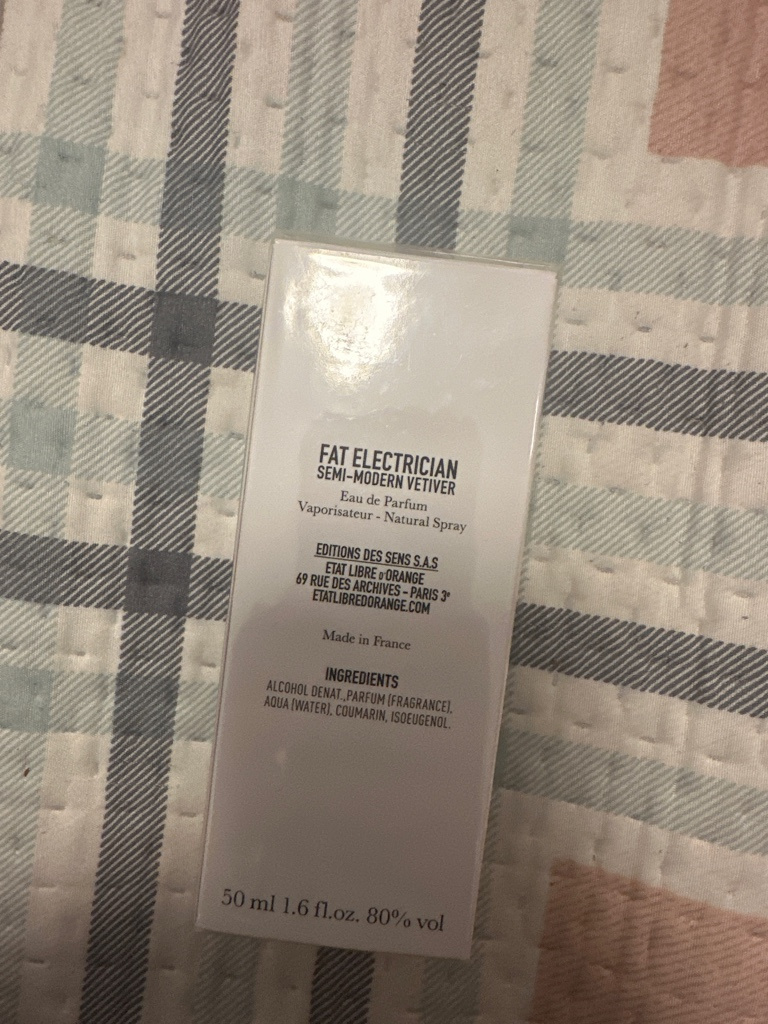 FAT ELECTRICIAN
SEMI-MODERN VETIVER
Eau de Parfum
Vaporisateur - Natural Spray
EDITIONS DES SENS S.A.S
ETAT LIBRE D'ORANGE
69 RUE DES ARCHIVES - PARIS 3ᵉ
ETATLIBREDORANGE.COM
Made in France
INGREDIENTS
ALCOHOL DENAT.,PARFUM (FRAGRANCE),
AQUA (WATER), COUMARIN, ISOEUGENOL.
50 ml 1.6 fl.oz. 80% vol